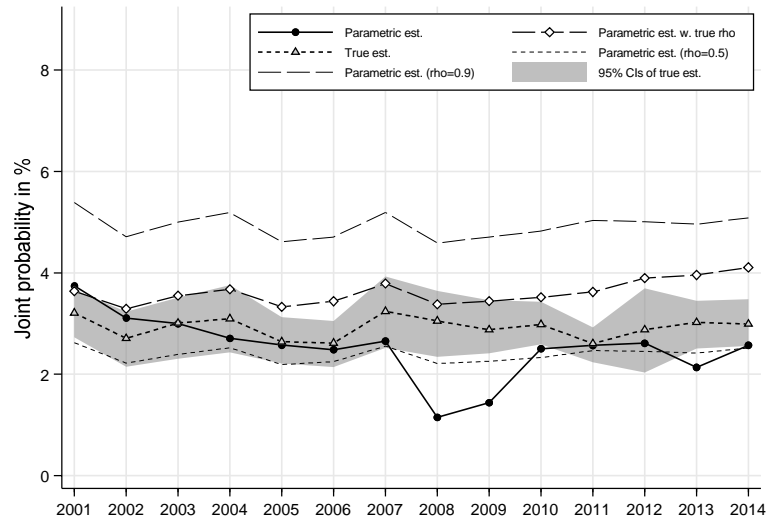 Parametric est.
Parametric est. w. true rho
True est.
Parametric est. (rho=0.5)
Parametric est. (rho=0.9)
95% CIs of true est.
Joint probability in %
8
6
4
2
0
2001 2002 2003 2004 2005 2006 2007 2008 2009 2010 2011 2012 2013 2014